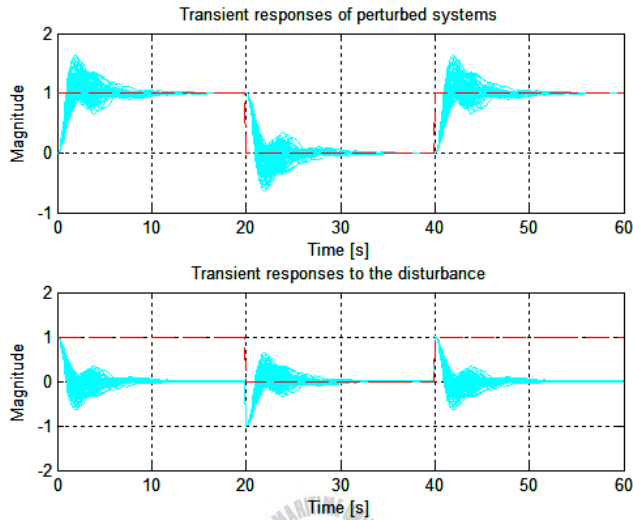 Transient responses of perturbed systems
2
1
0
-1
Magnitude
0 10 20 30 40 50 60
Time [s]
Transient responses to the disturbance
2
1
0
-1
-2
Magnitude
0 10 20 30 40 50 60
Time [s]
MARITIME